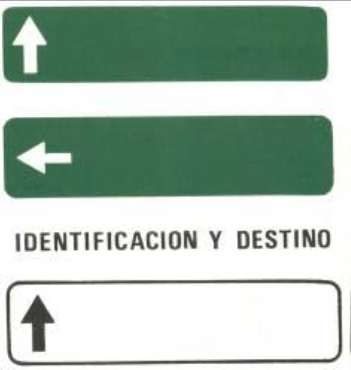 IDENTIFICACION Y DESTINO